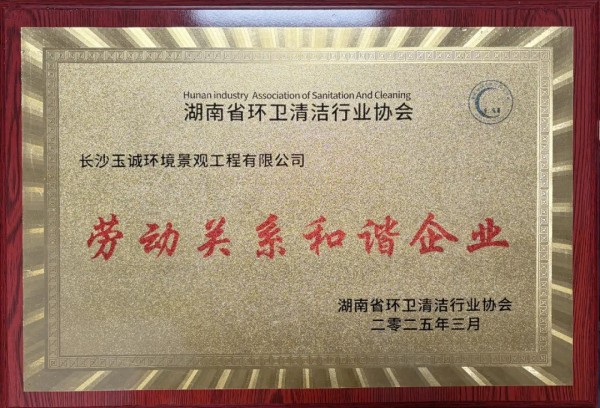 Hunan industry Association of Sanitation And Cleaning
湖南省环卫清洁行业协会
长沙玉诚环境景观工程有限公司
劳动关系和谐企业
湖南省环卫清洁行业协会
二零二五年三月